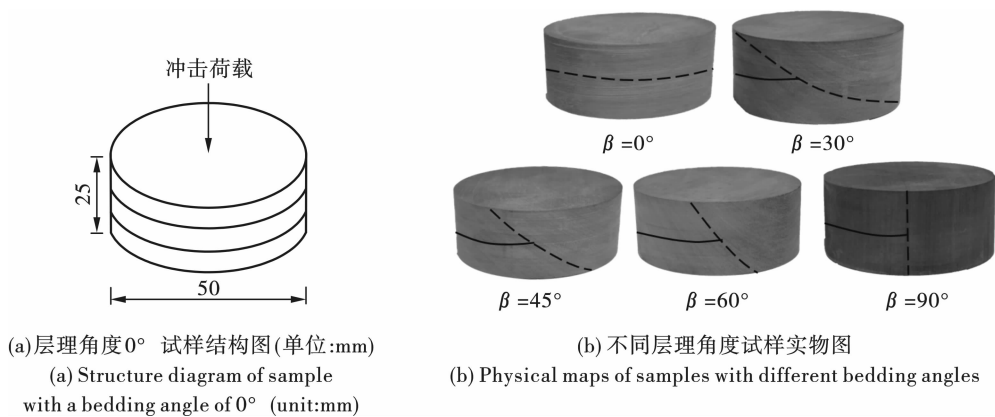 冲击荷载
25
50
(a)层理角度0° 试样结构图(单位:mm)
(a) Structure diagram of sample
with a bedding angle of 0° (unit:mm)
β =0°
β =30°
β =45°
β =60°
β =90°
(b) 不同层理角度试样实物图
(b) Physical maps of samples with different bedding angles